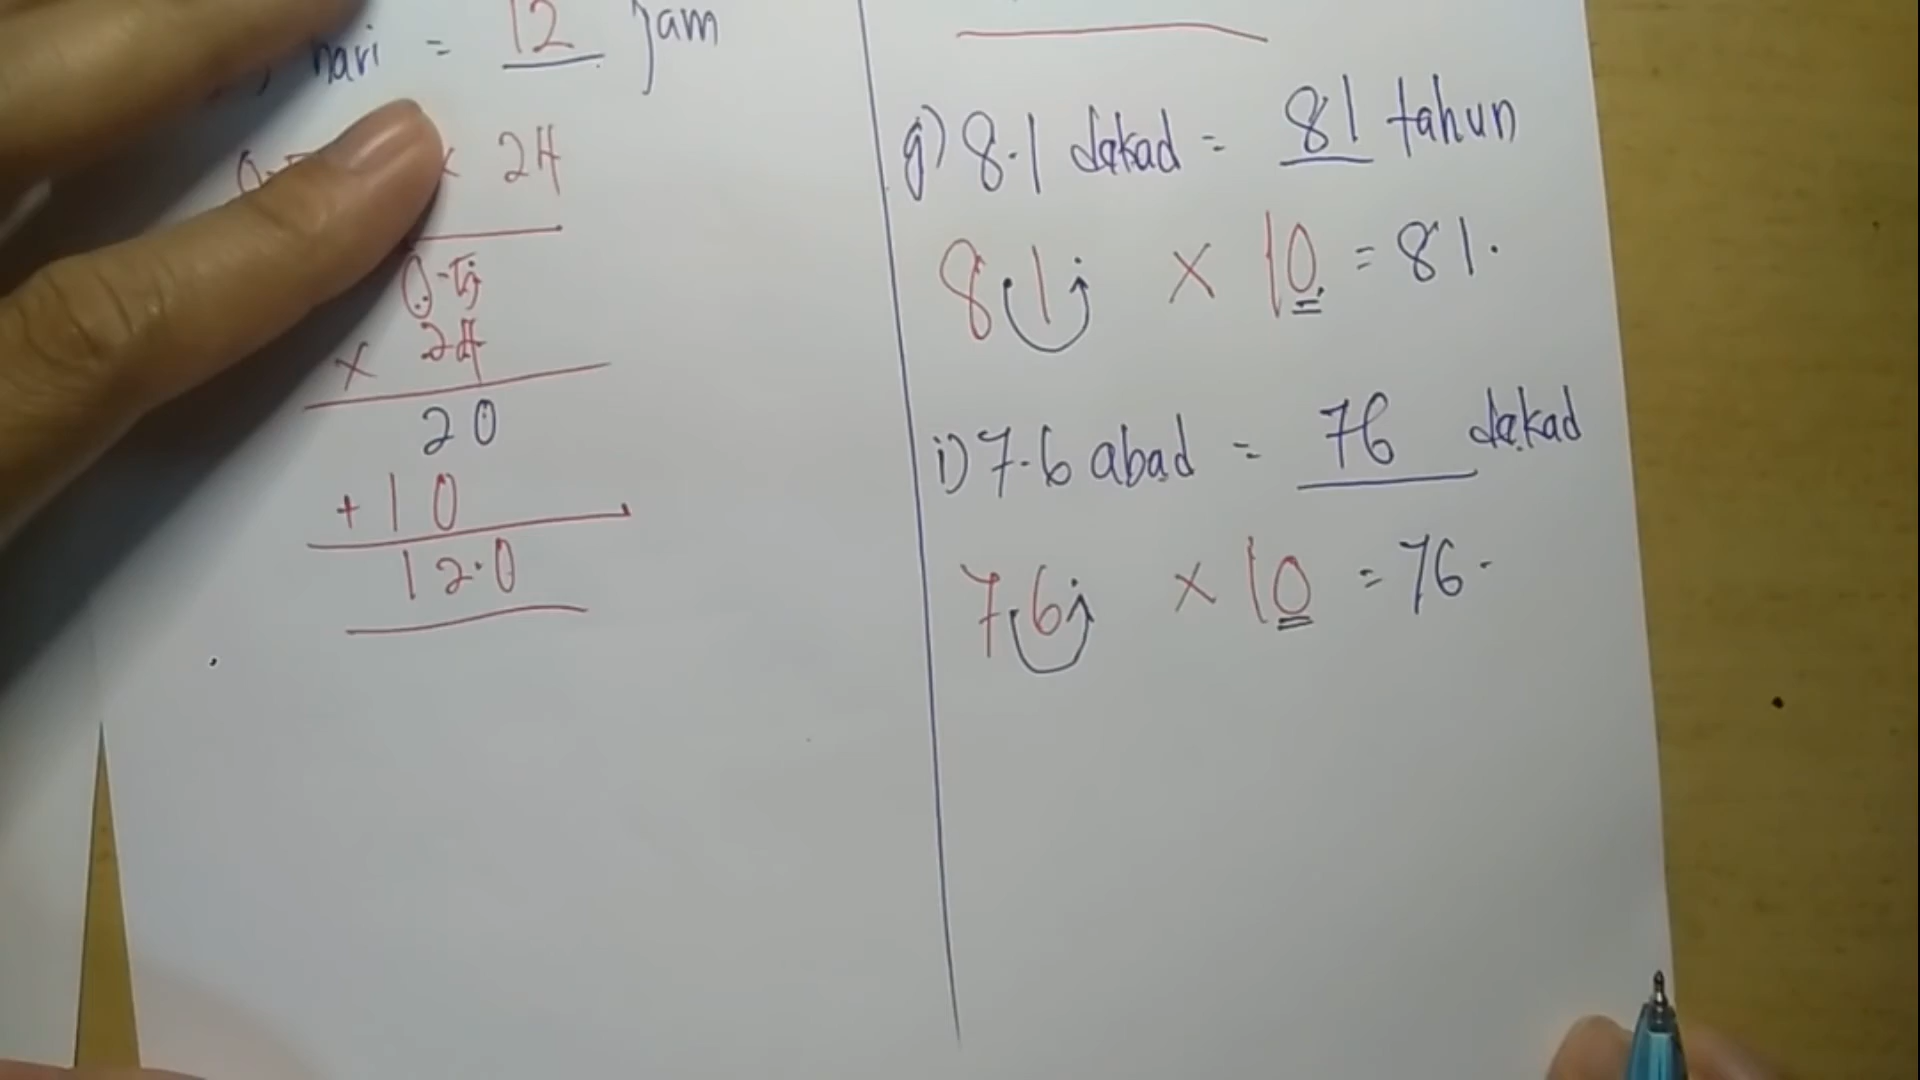 hari = 12 jam
× 24
0.5
× 24
20
+ 10
12.0
g) 8.1 dekad = 81 tahun
8.1 × 10 = 81.
i) 7.6 abad = 76 dekad
7.6 × 10 = 76.